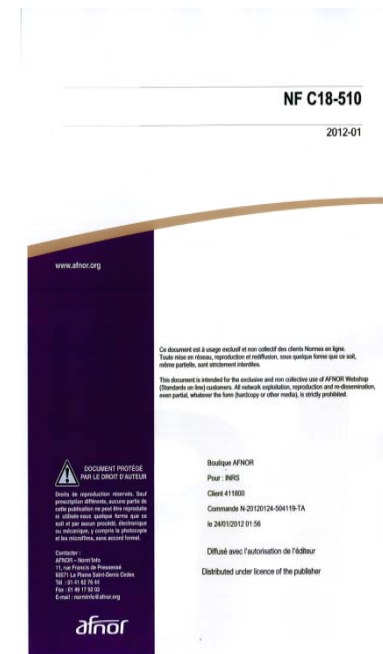 NF C18-510
2012-01
www.afnor.org
Ce document est à usage exclusif et non collectif des clients Normes en ligne.
Toute mise en réseau, reproduction et rediffusion, sous quelque forme que ce soit,
même partielle, sont strictement interdites.
This document is intended for the exclusive and non collective use of AFNOR Webshop
(Standards on line) customers. All network exploitation, reproduction and re-dissemination,
even partial, whatever the form (hardcopy or other media), is strictly prohibited.
DOCUMENT PROTÉGÉ
PAR LE DROIT D'AUTEUR
Droits de reproduction réservés. Sauf
prescription différente, aucune partie de
cette publication ne peut être reproduite
ni utilisée sous quelque forme que ce
soit et par aucun procédé, électronique
ou mécanique, y compris la photocopie
et les microfilms, sans accord formel.
Contacter :
AFNOR – Norm'Info
11, rue Francis de Pressensé
93571 La Plaine Saint-Denis Cedex
Tél : 01 41 62 76 44
Fax : 01 49 17 92 02
E-mail : norminfo@afnor.org
afnor
Boutique AFNOR
Pour : INRS
Client 411800
Commande N-20120124-504119-TA
le 24/01/2012 01:56
Diffusé avec l'autorisation de l'éditeur
Distributed under licence of the publisher